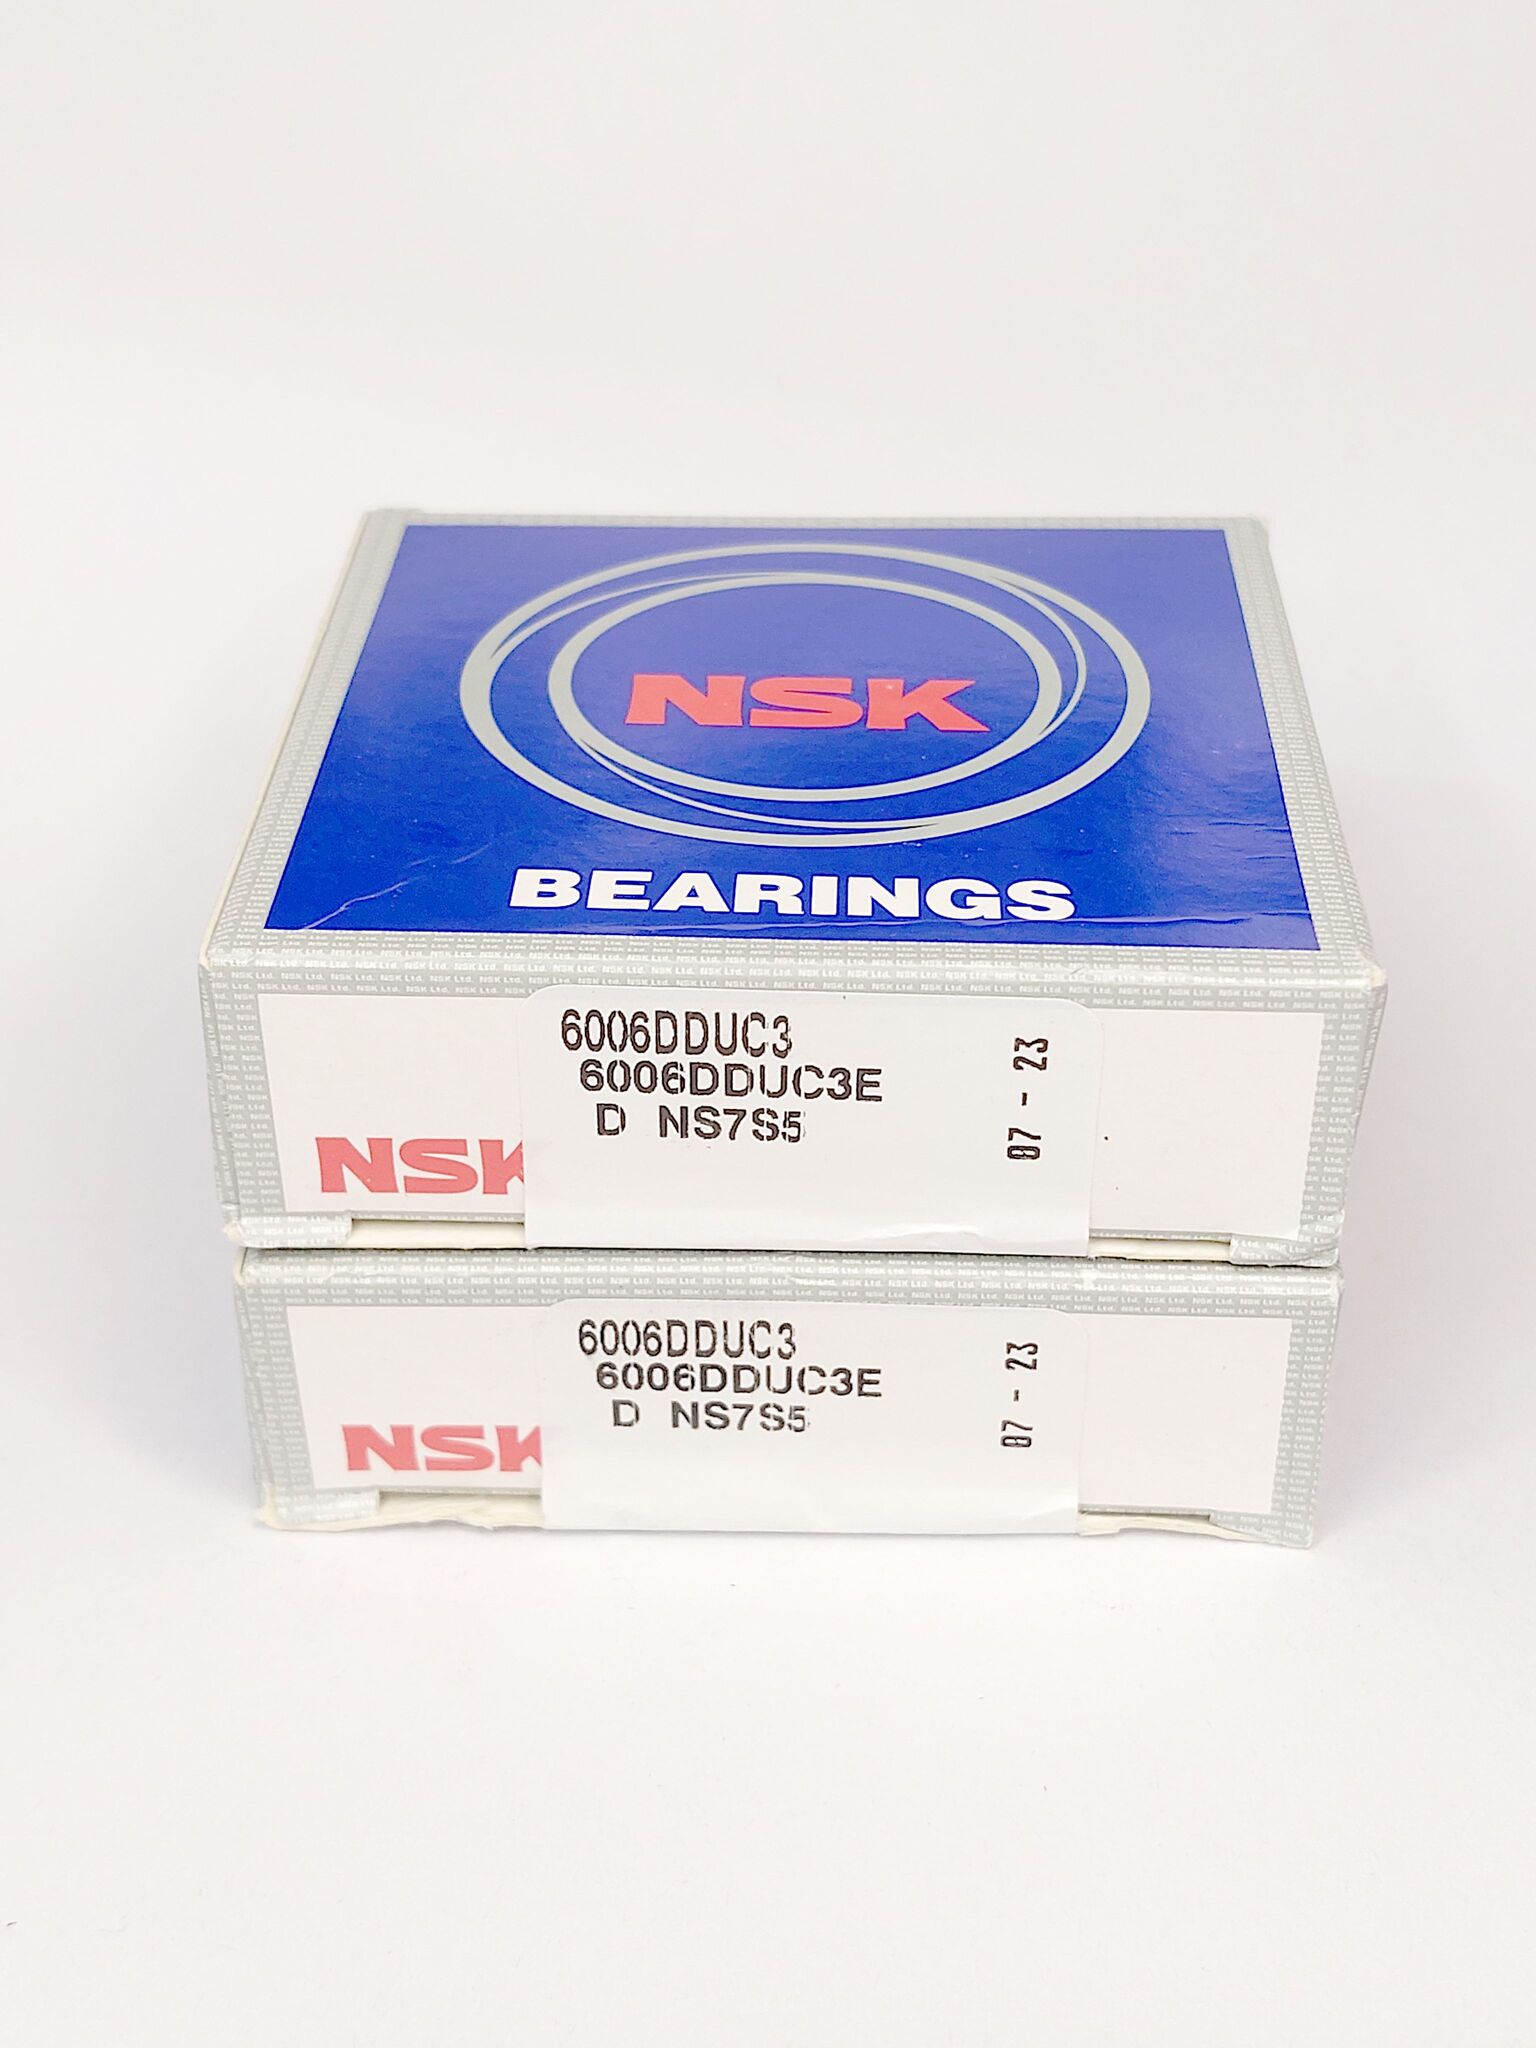 NSK
BEARINGS
6006DDUC3
6006DDUC3E
D NS7S5
07 - 23
NSK
6006DDUC3
6006DDUC3E
D NS7S5
07 - 23
NSK